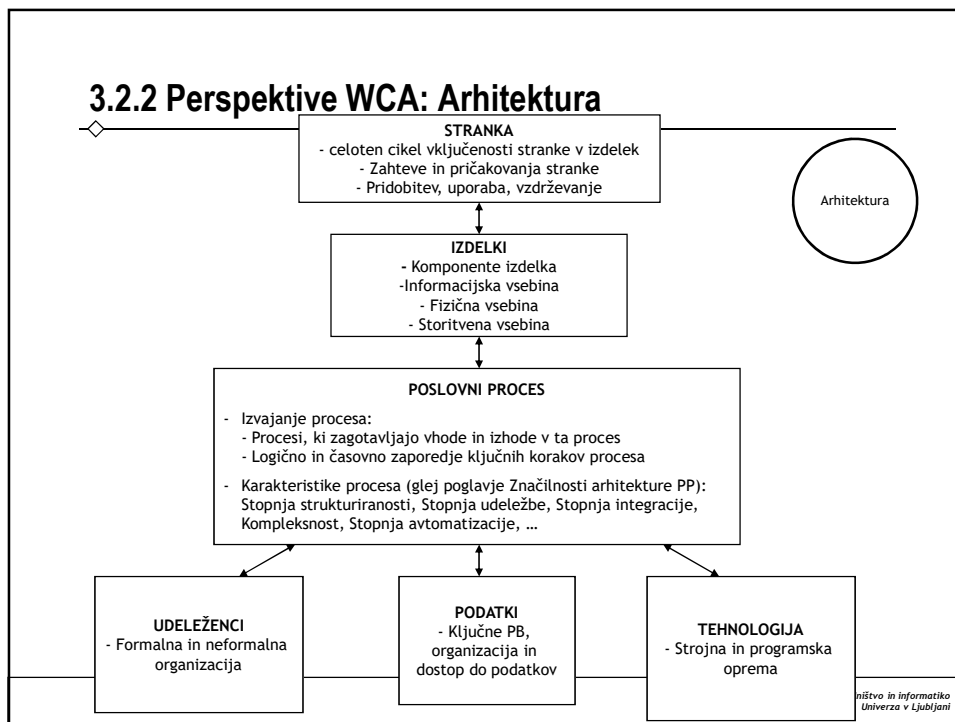 3.2.2 Perspektive WCA: Arhitektura
STRANKA
- celoten cikel vključenosti stranke v izdelek
- Zahteve in pričakovanja stranke
- Pridobitev, uporaba, vzdrževanje
Arhitektura
IZDELKI
- Komponente izdelka
-Informacijska vsebina
- Fizična vsebina
- Storitvena vsebina
POSLOVNI PROCES
- Izvajanje procesa:
- Procesi, ki zagotavljajo vhode in izhode v ta proces
- Logično in časovno zaporedje ključnih korakov procesa
- Karakteristike procesa (glej poglavje Značilnosti arhitekture PP):
Stopnja strukturiranosti, Stopnja udeležbe, Stopnja integracije,
Kompleksnost, Stopnja avtomatizacije, …
UDELEŽENCI
- Formalna in neformalna
organizacija
PODATKI
- Ključne PB,
organizacija in
dostop do podatkov
TEHNOLOGIJA
- Strojna in programska
oprema
in informatiko
Univerza v Ljubljani